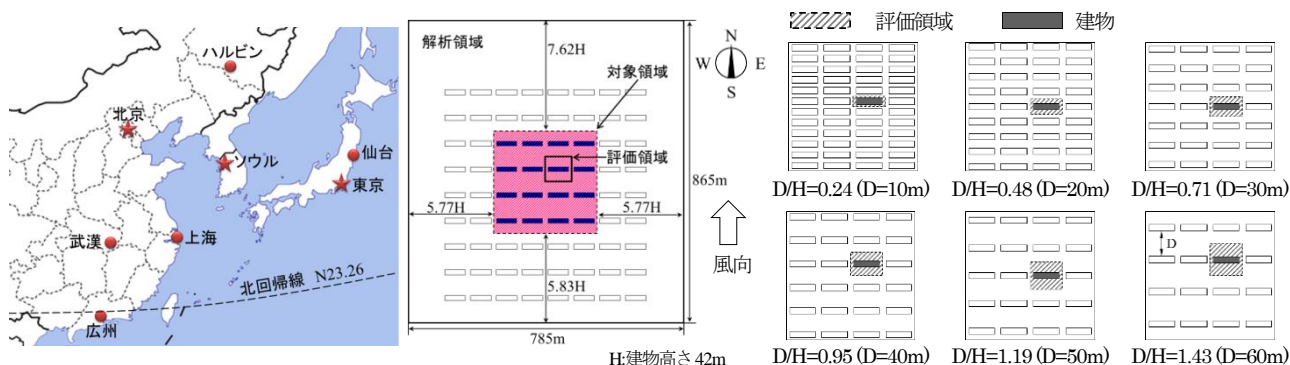 ハルビン
北京
ソウル
仙台
東京
武漢
上海
北回帰線 N23.26
広州
解析領域
7.62H
対象領域
評価領域
5.77H
5.77H
865m
5.83H
785m
H:建物高さ 42m
N
W E
S
風向
評価領域
建物
D/H=0.24 (D=10m)
D/H=0.48 (D=20m)
D/H=0.71 (D=30m)
D
D/H=0.95 (D=40m)
D/H=1.19 (D=50m)
D/H=1.43 (D=60m)